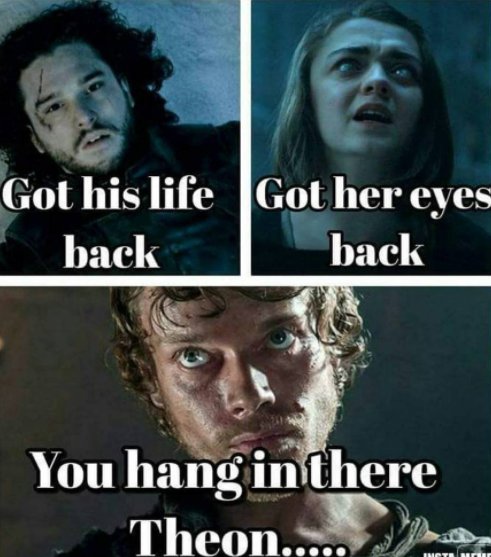 Got his life
back
Got her eyes
back
You hang in there
Theon.....